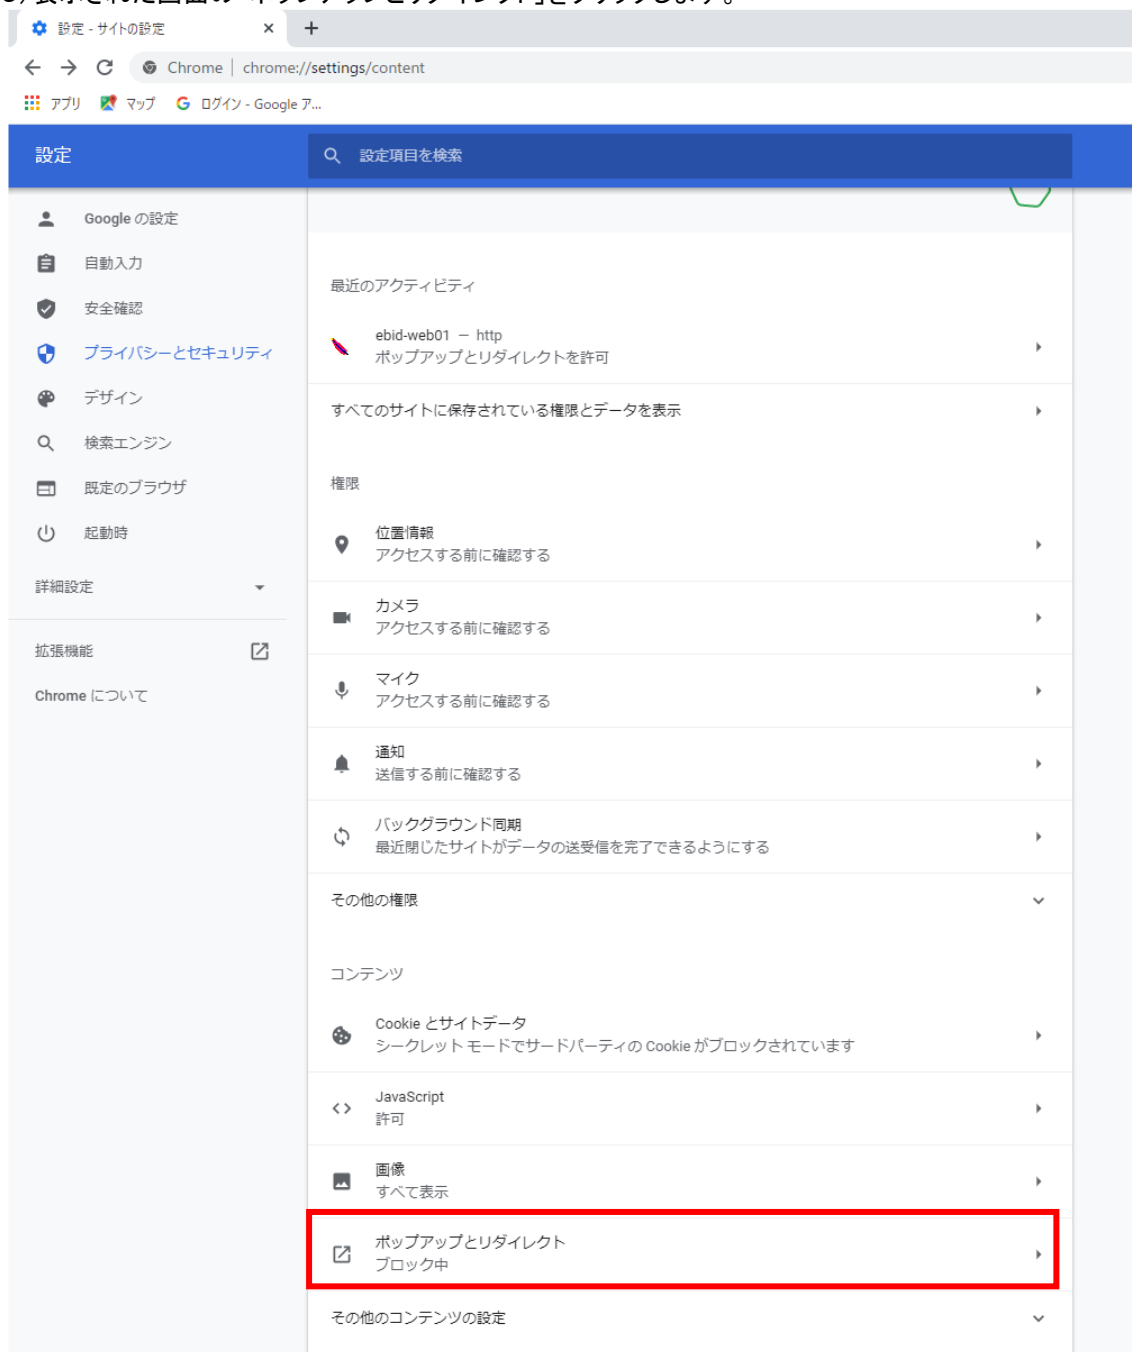 設定 - サイトの設定
Chrome | chrome://settings/content
アプリ マップ ログイン - Google ア...
設定
設定項目を検索
Google の設定
自動入力
安全確認
プライバシーとセキュリティ
デザイン
検索エンジン
既定のブラウザ
起動時
詳細設定
拡張機能
Chrome について
最近のアクティビティ
ebid-web01 － http
ポップアップとリダイレクトを許可
すべてのサイトに保存されている権限とデータを表示
権限
位置情報
アクセスする前に確認する
カメラ
アクセスする前に確認する
マイク
アクセスする前に確認する
通知
送信する前に確認する
バックグラウンド同期
最近閉じたサイトがデータの送受信を完了できるようにする
その他の権限
コンテンツ
Cookie とサイトデータ
シークレット モードでサードパーティの Cookie がブロックされています
JavaScript
許可
画像
すべて表示
ポップアップとリダイレクト
ブロック中
その他のコンテンツの設定